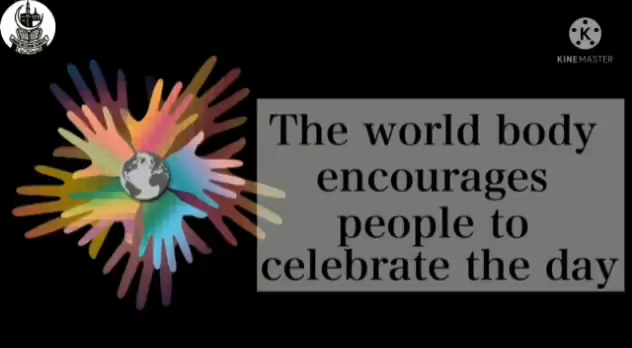 KINEMASTER
The world body
encourages
people to
celebrate the day